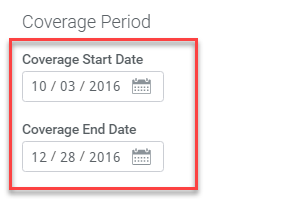 Coverage Period
Coverage Start Date
10 / 03 / 2016
Coverage End Date
12 / 28 / 2016